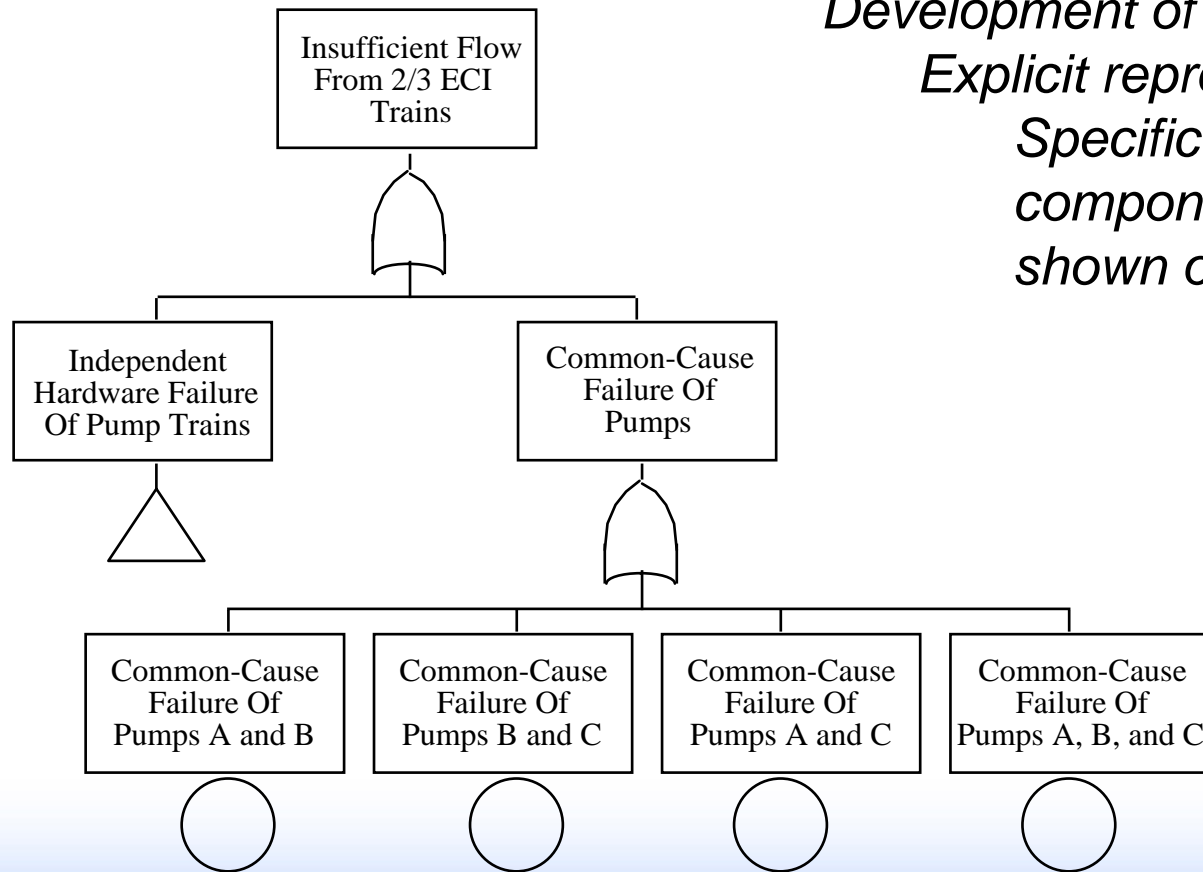 Development of
Explicit repr
Specific
compon
shown o
Insufficient Flow
From 2/3 ECI
Trains
Independent
Hardware Failure
Of Pump Trains
Common-Cause
Failure Of
Pumps
Common-Cause
Failure Of
Pumps A and B
Common-Cause
Failure Of
Pumps B and C
Common-Cause
Failure Of
Pumps A and C
Common-Cause
Failure Of
Pumps A, B, and C